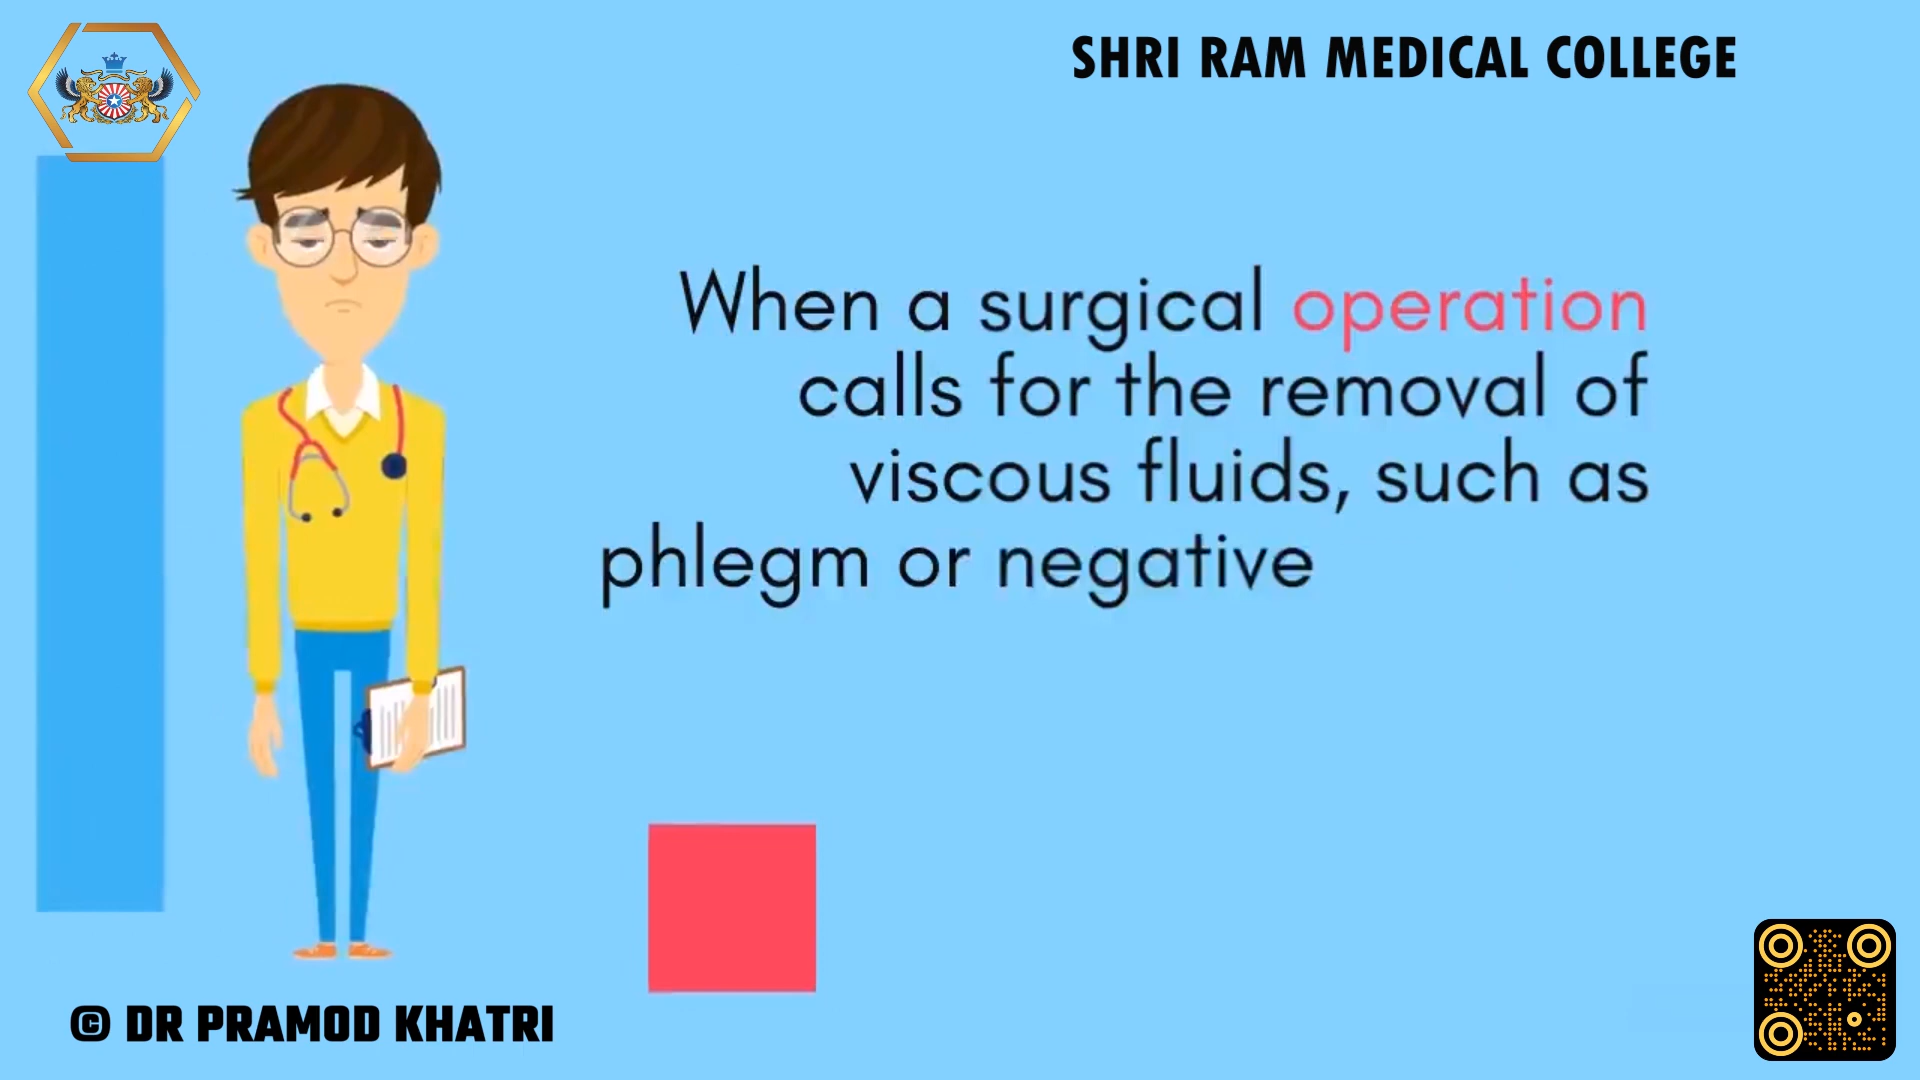 SHRI RAM MEDICAL COLLEGE
When a surgical operation
calls for the removal of
viscous fluids, such as
phlegm or negative
© DR PRAMOD KHATRI